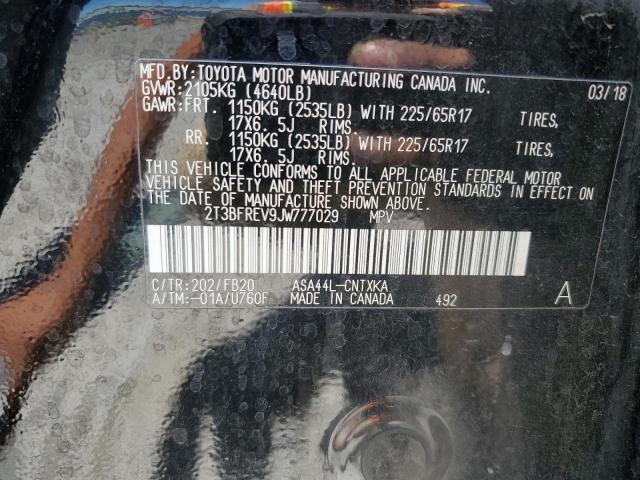 MFD.BY:TOYOTA MOTOR MANUFACTURING CANADA INC.
GVWR:2105KG (4640LB) 03/18
GAWR:FRT. 1150KG (2535LB) WITH 225/65R17 TIRES,
17X6.5J RIMS.
RR. 1150KG (2535LB) WITH 225/65R17 TIRES,
17X6.5J RIMS.
THIS VEHICLE CONFORMS TO ALL APPLICABLE FEDERAL MOTOR
VEHICLE SAFETY AND THEFT PREVENTION STANDARDS IN EFFECT ON
THE DATE OF MANUFACTURE SHOWN ABOVE.
2T3BFREV9JW777029 MPV
C/TR:202/FB20 ASA44L-CNTXKA
A/TM:-01A/U760F MADE IN CANADA 492 A